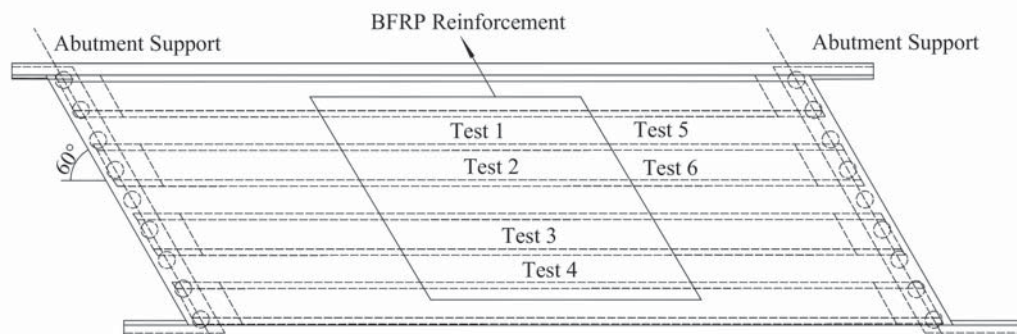 BFRP Reinforcement
Abutment Support
Abutment Support
Test 1
Test 5
60°
Test 2
Test 6
Test 3
Test 4